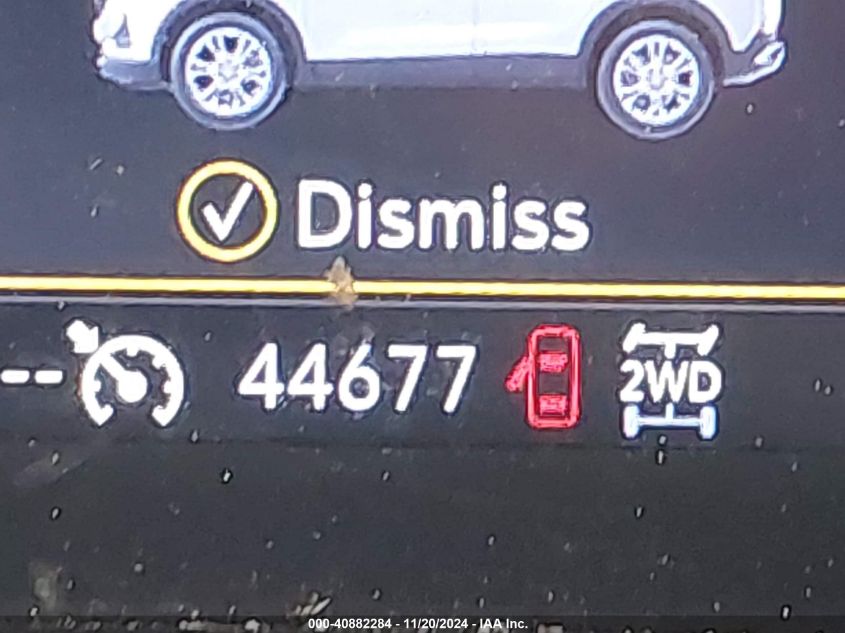 Dismiss
-- 44677 2WD
000-40882284 - 11/20/2024 - IAA Inc.